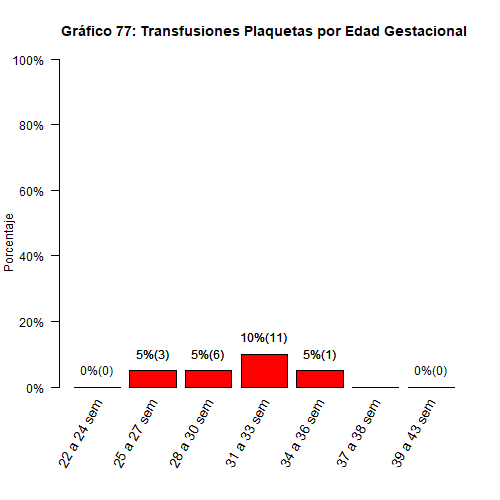 Gráfico 77: Transfusiones Plaquetas por Edad Gestacional
100%
80%
60%
40%
20%
0%
Porcentaje
0%(0)
5%(3)
5%(6)
10%(11)
5%(1)
0%(0)
22 a 24 sem
25 a 27 sem
28 a 30 sem
31 a 33 sem
34 a 36 sem
37 a 38 sem
39 a 43 sem